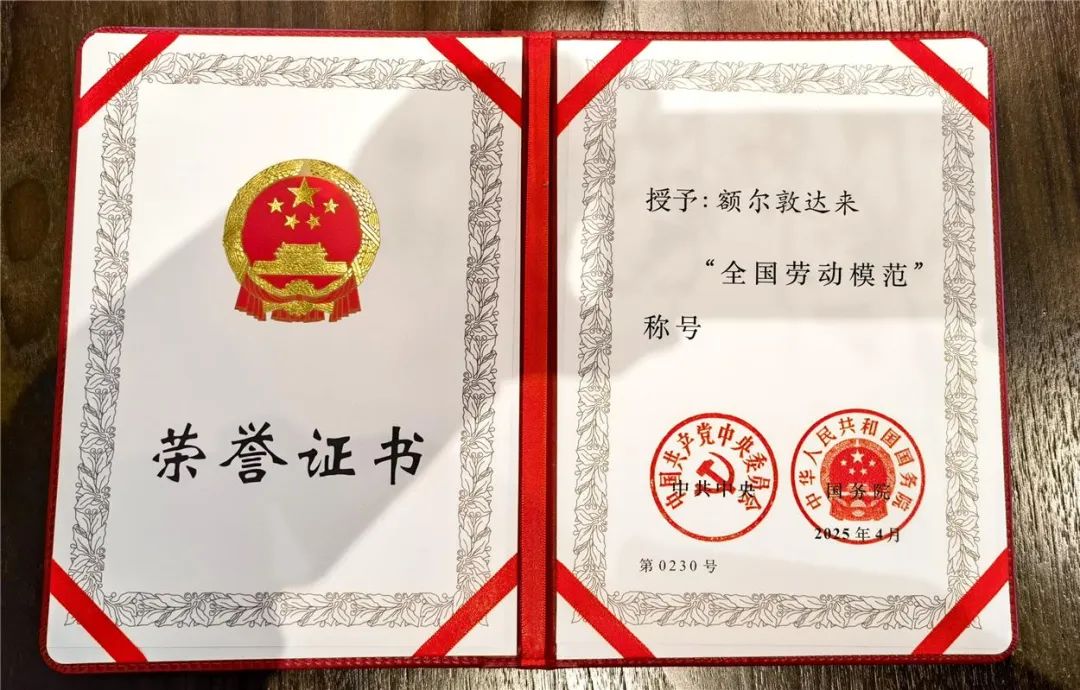 荣誉证书
授予：额尔敦达来
“全国劳动模范”
称号
中国共产党中央委员会
中共中央
中华人民共和国国务院
国务院
2025年4月
第0230号